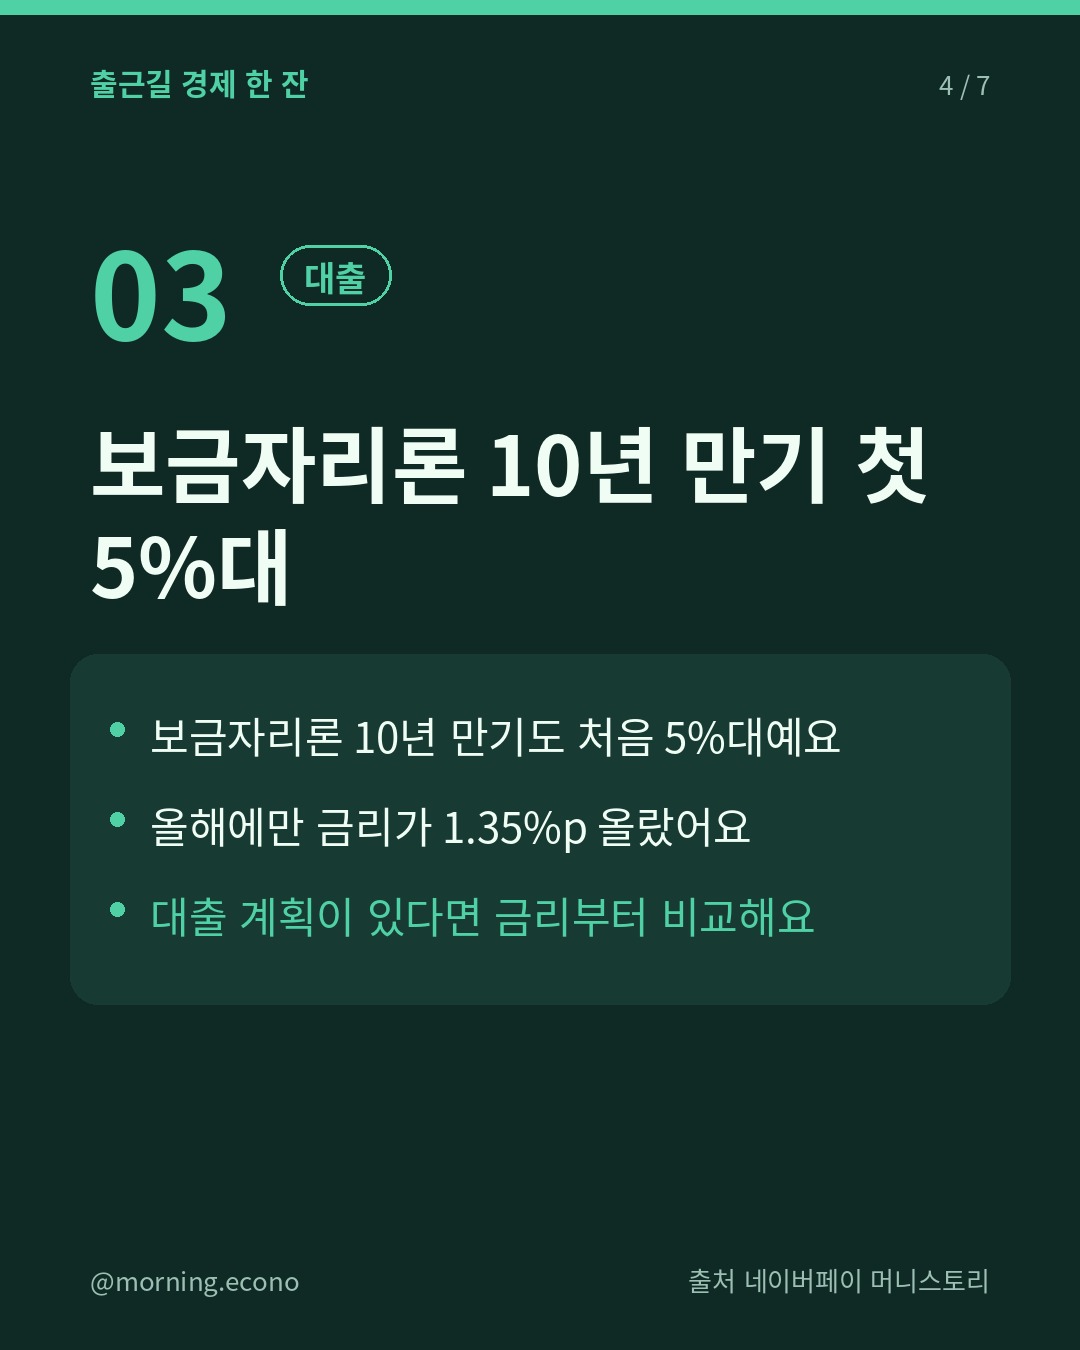 출근길 경제 한 잔
4 / 7
03
대출
보금자리론 10년 만기 첫
5%대
보금자리론 10년 만기도 처음 5%대예요
올해에만 금리가 1.35%p 올랐어요
대출 계획이 있다면 금리부터 비교해요
@morning.econo
출처 네이버페이 머니스토리